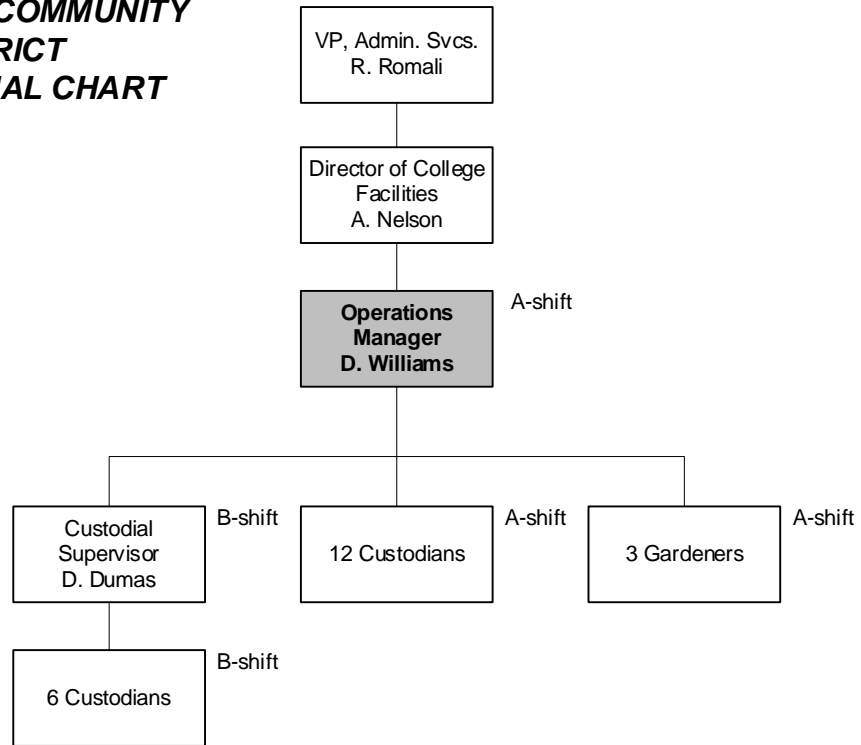 COMMUNITY
RICT
AL CHART
VP, Admin. Svcs.
R. Romali
Director of College
Facilities
A. Nelson
Operations
Manager
D. Williams
A-shift
Custodial
Supervisor
D. Dumas
B-shift
12 Custodians
A-shift
3 Gardeners
A-shift
6 Custodians
B-shift